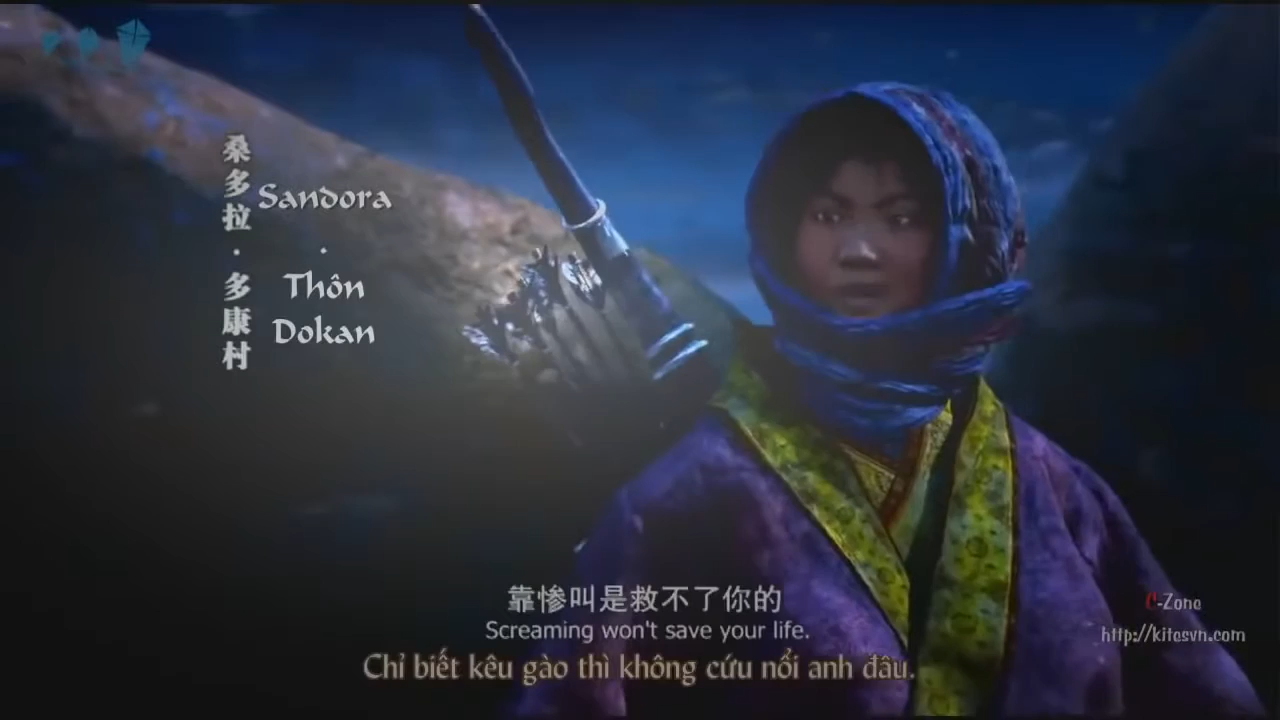 桑多拉·多康村
Sandora
·
Thôn
Dokan
靠惨叫是救不了你的
Screaming won't save your life.
Chỉ biết kêu gào thì không cứu nổi anh đâu.
C-Zone
http://kitesvn.com